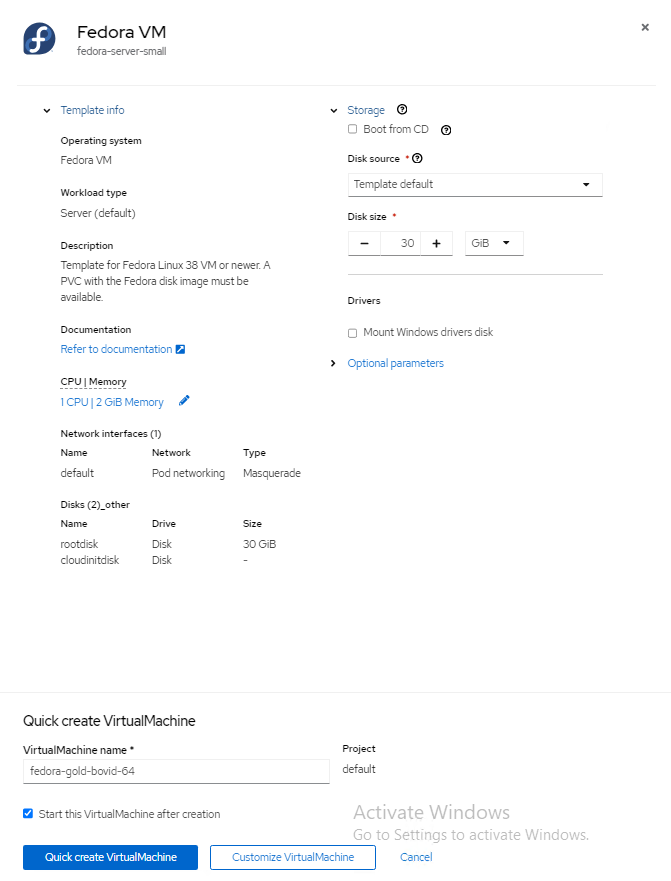 Fedora VM
fedora-server-small
Template info
Operating system
Fedora VM
Workload type
Server (default)
Description
Template for Fedora Linux 38 VM or newer. A
PVC with the Fedora disk image must be
available.
Documentation
Refer to documentation
CPU | Memory
1 CPU | 2 GiB Memory
Network interfaces (1)
Name Network Type
default Pod networking Masquerade
Disks (2)_other
Name Drive Size
rootdisk Disk 30 GiB
cloudinitdisk Disk -
Storage
Boot from CD
Disk source *
Template default
Disk size *
30 GiB
Drivers
Mount Windows drivers disk
Optional parameters
Quick create VirtualMachine
VirtualMachine name *
fedora-gold-bovid-64
Project
default
Start this VirtualMachine after creation
Activate Windows
Go to Settings to activate Windows.
Quick create VirtualMachine Customize VirtualMachine Cancel